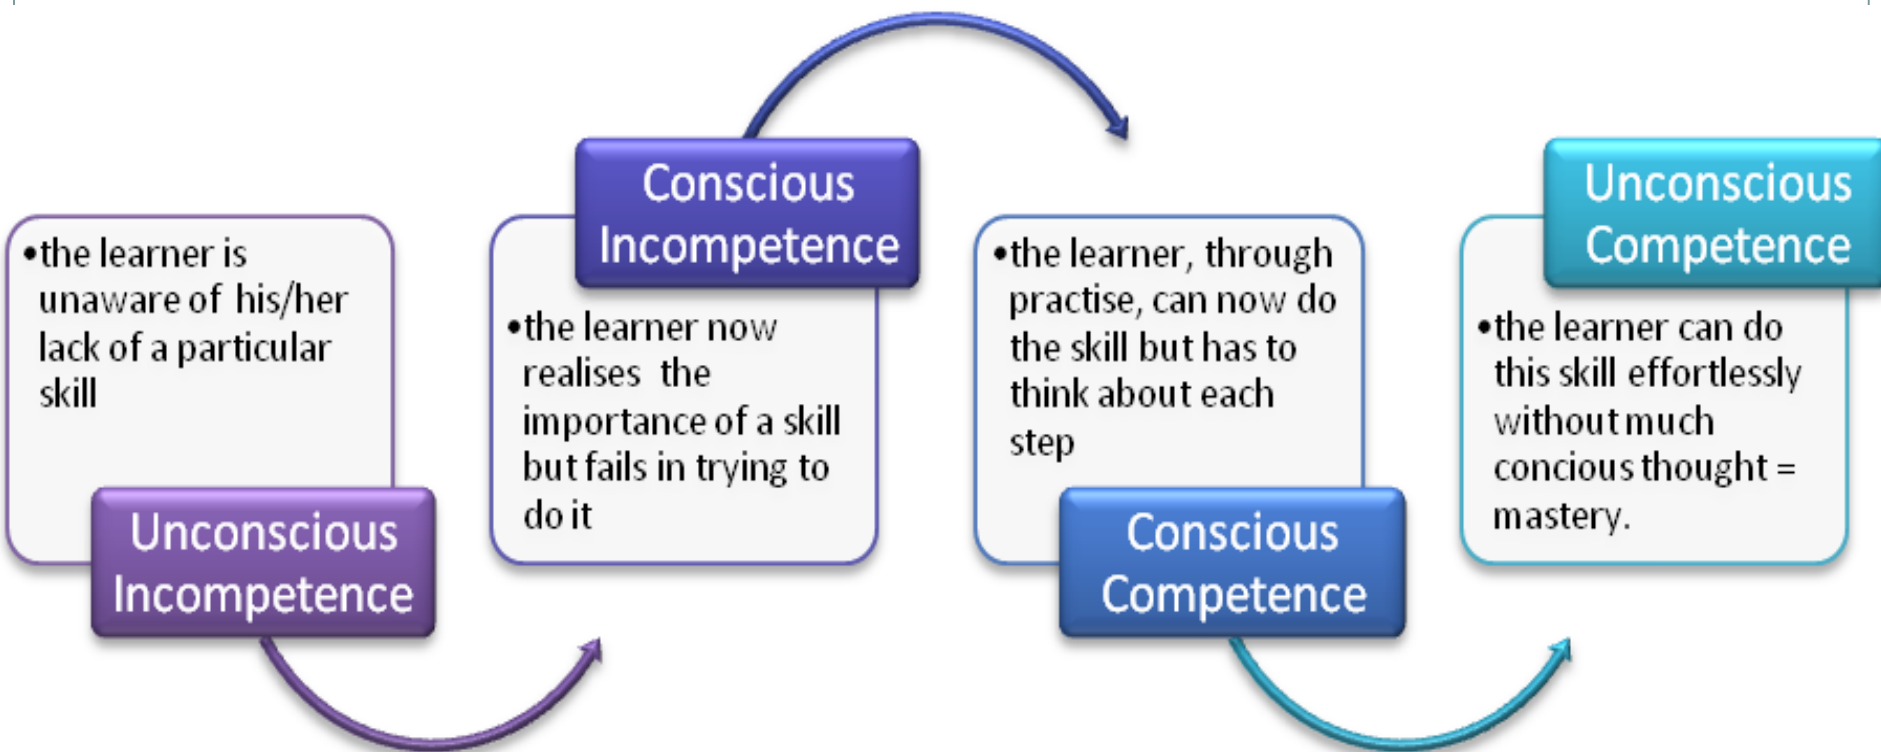 •the learner is
unaware of his/her
lack of a particular
skill
Unconscious
Incompetence
Conscious
Incompetence
•the learner now
realises the
importance of a skill
but fails in trying to
do it
•the learner, through
practise, can now do
the skill but has to
think about each
step
Conscious
Competence
Unconscious
Competence
•the learner can do
this skill effortlessly
without much
concious thought =
mastery.